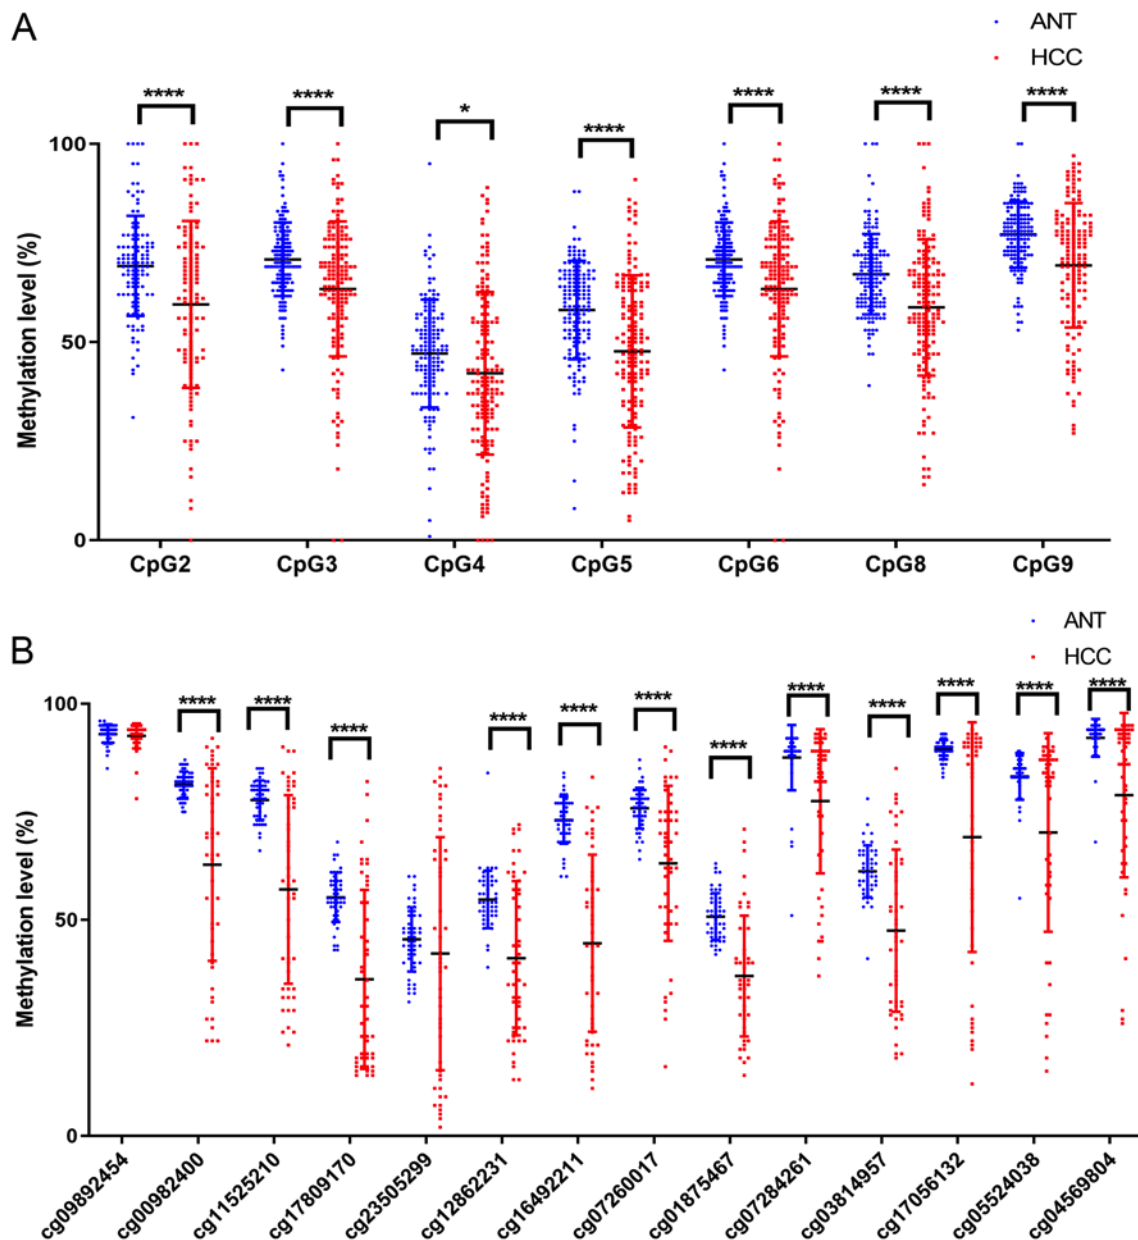 A
ANT
HCC
**** **** * **** **** **** ****
Methylation level (%)
100
50
0
CpG2 CpG3 CpG4 CpG5 CpG6 CpG8 CpG9
B
ANT
HCC
**** **** **** **** **** **** **** **** **** **** **** ****
Methylation level (%)
100
50
0
cg09892454
cg00982400
cg11525210
cg17809170
cg23505299
cg12862231
cg16492211
cg07260017
cg01875467
cg07284261
cg03814957
cg17056132
cg05524038
cg04569804